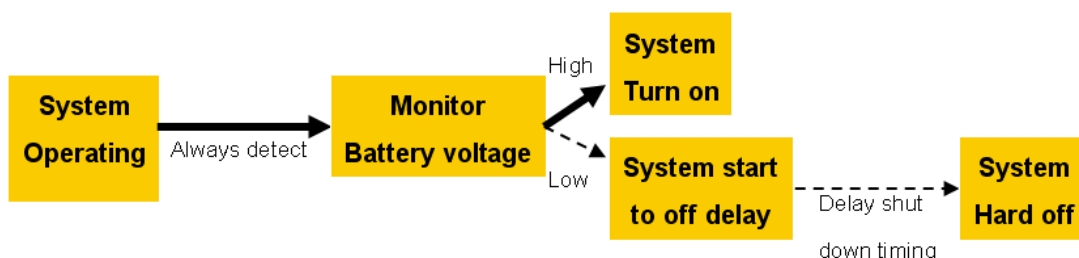 System
Operating
Always detect
Monitor
Battery voltage
High
System
Turn on
Low
System start
to off delay
Delay shut
down timing
System
Hard off